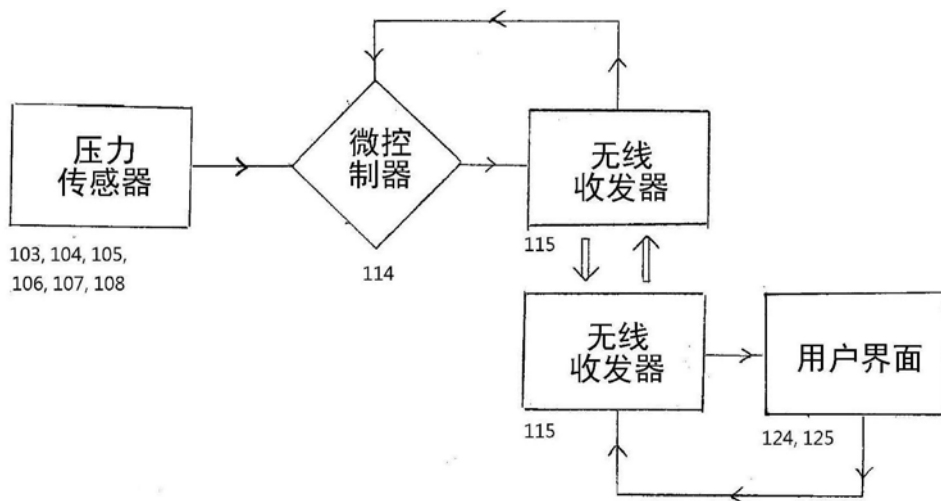 压力
传感器
103, 104, 105,
106, 107, 108
微控
制器
114
无线
收发器
115
无线
收发器
115
用户界面
124, 125